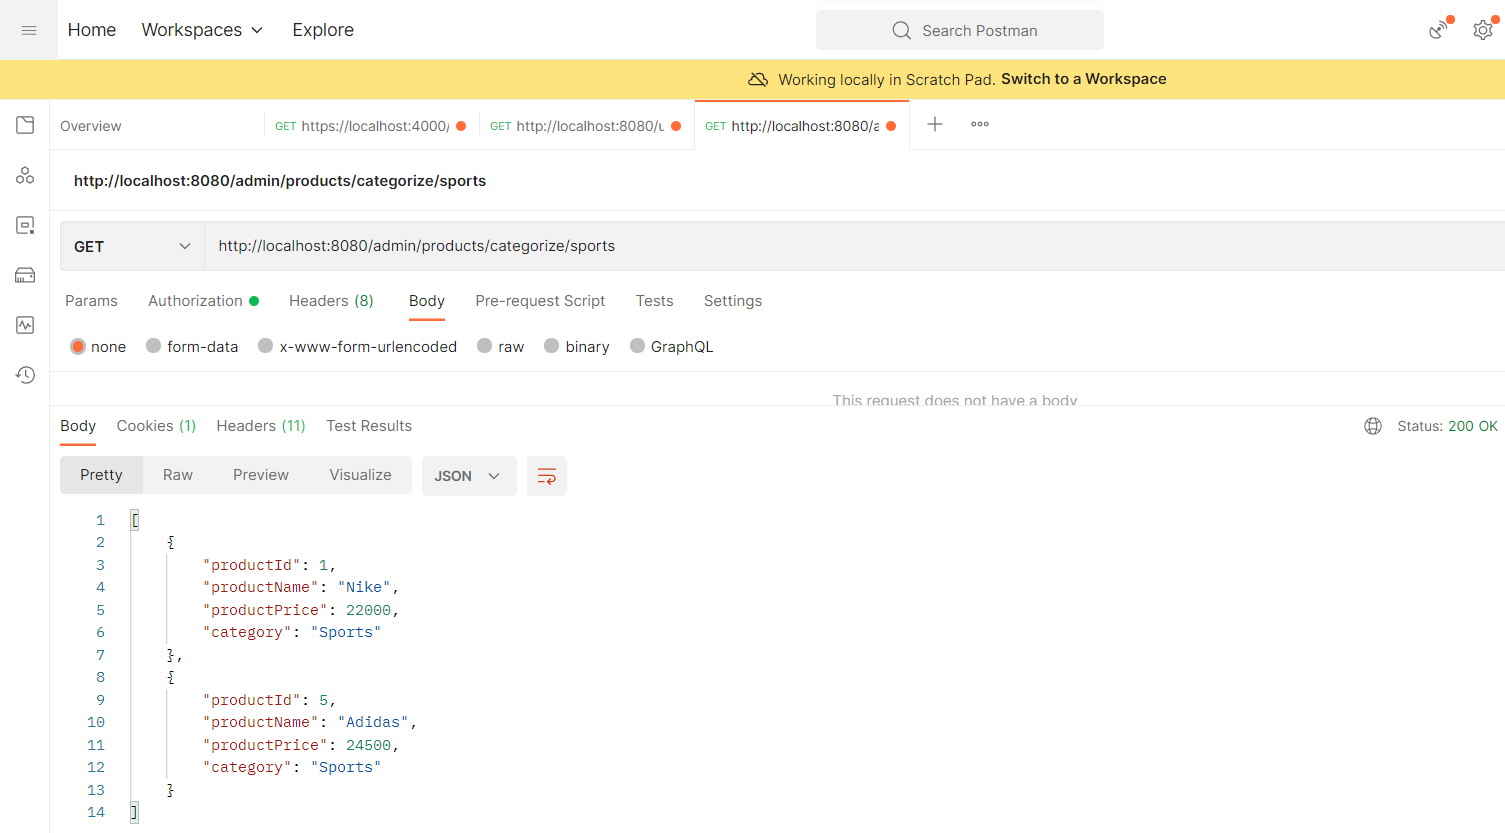 Home Workspaces Explore Search Postman
Working locally in Scratch Pad. Switch to a Workspace
Overview GET https://localhost:4000/ GET http://localhost:8080/u GET http://localhost:8080/a
http://localhost:8080/admin/products/categorize/sports
GET http://localhost:8080/admin/products/categorize/sports
Params Authorization Headers (8) Body Pre-request Script Tests Settings
none form-data x-www-form-urlencoded raw binary GraphQL
This request does not have a body
Body Cookies (1) Headers (11) Test Results Status: 200 OK
Pretty Raw Preview Visualize JSON
1 [
2 {
3 "productId": 1,
4 "productName": "Nike",
5 "productPrice": 22000,
6 "category": "Sports"
7 },
8 {
9 "productId": 5,
10 "productName": "Adidas",
11 "productPrice": 24500,
12 "category": "Sports"
13 }
14 ]